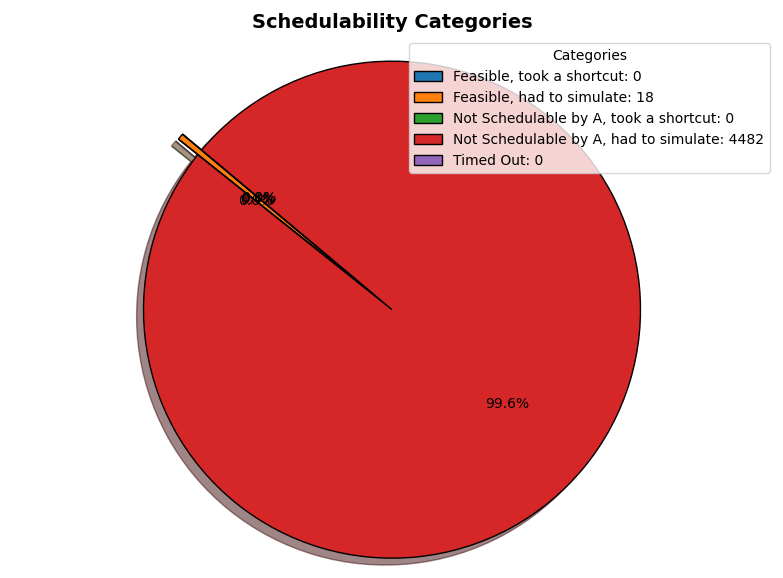 Schedulability Categories
Categories
Feasible, took a shortcut: 0
Feasible, had to simulate: 18
Not Schedulable by A, took a shortcut: 0
Not Schedulable by A, had to simulate: 4482
Timed Out: 0
99.6%